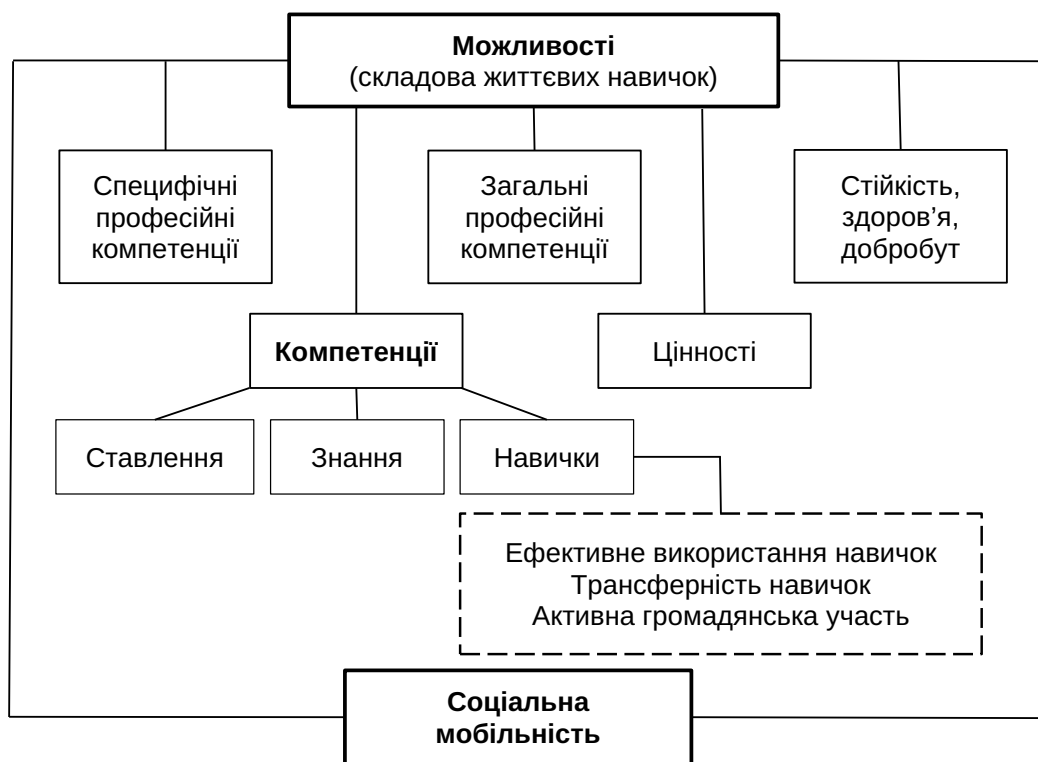 Можливості
(складова життєвих навичок)
Специфічні
професійні
компетенції
Загальні
професійні
компетенції
Стійкість,
здоров’я,
добробут
Компетенції
Цінності
Ставлення
Знання
Навички
Ефективне використання навичок
Трансферність навичок
Активна громадянська участь
Соціальна
мобільність